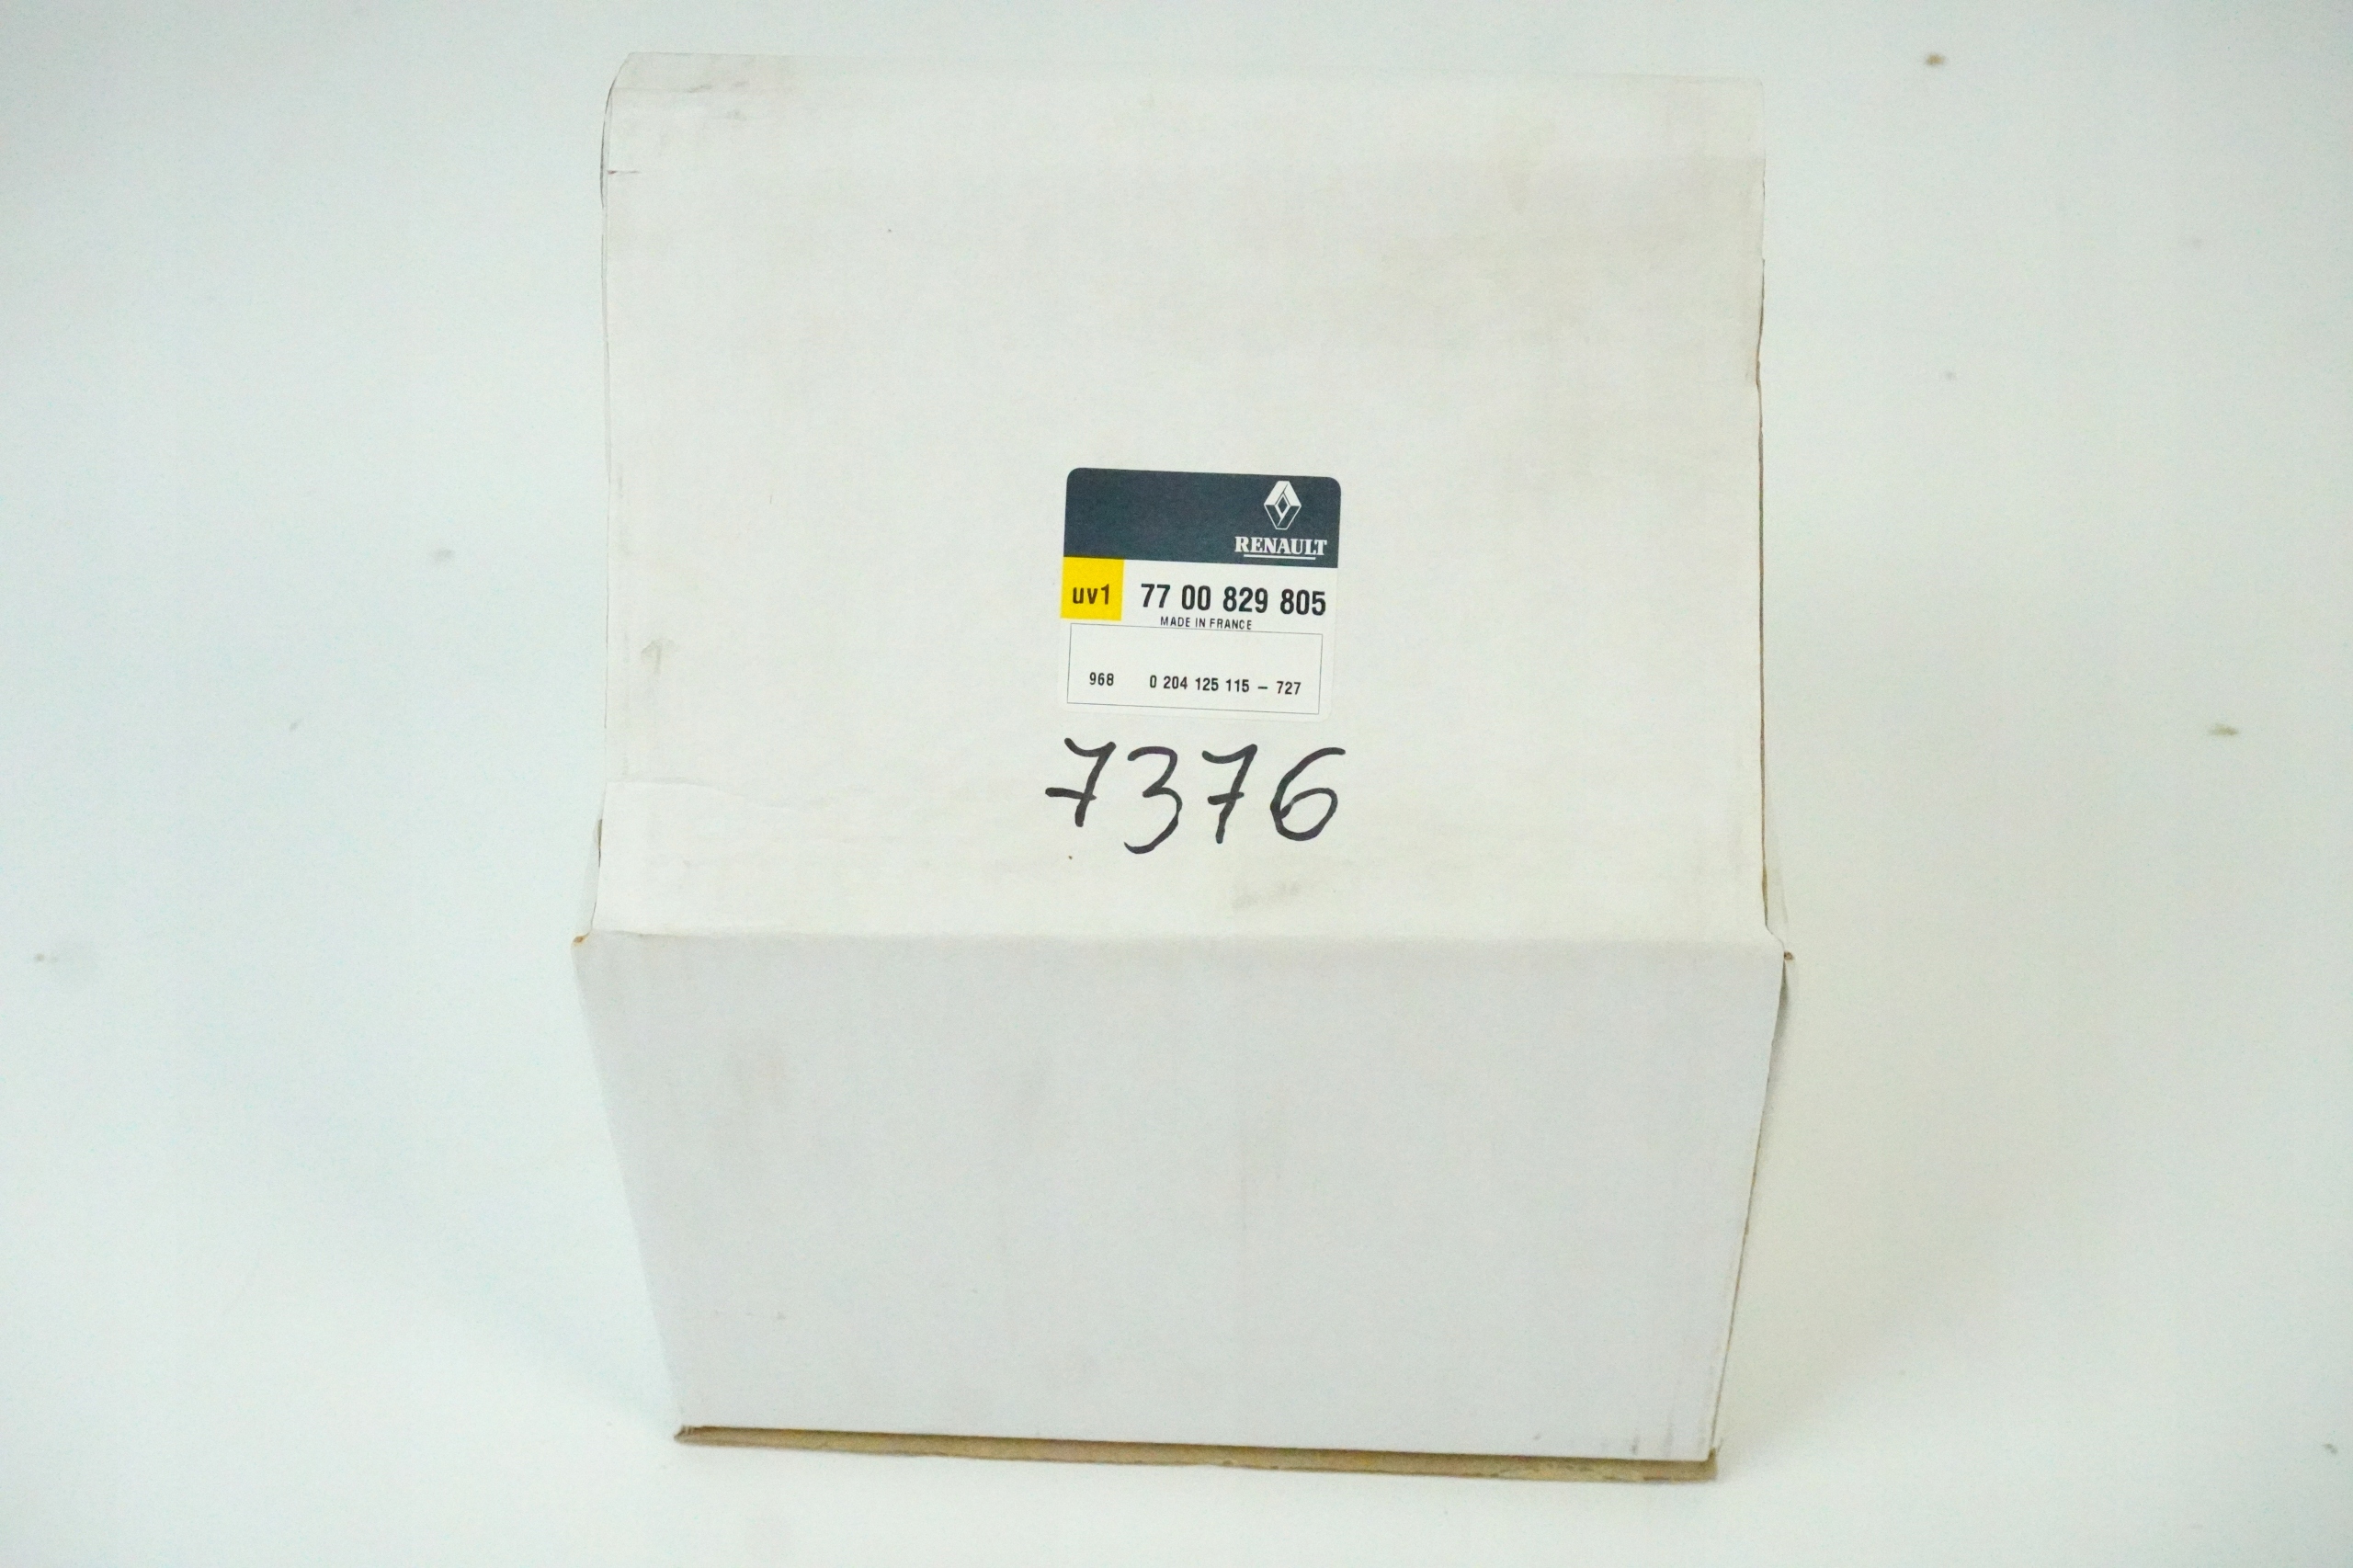 RENAULT
uv1 77 00 829 805
MADE IN FRANCE
968 0 204 125 115 – 727
7376